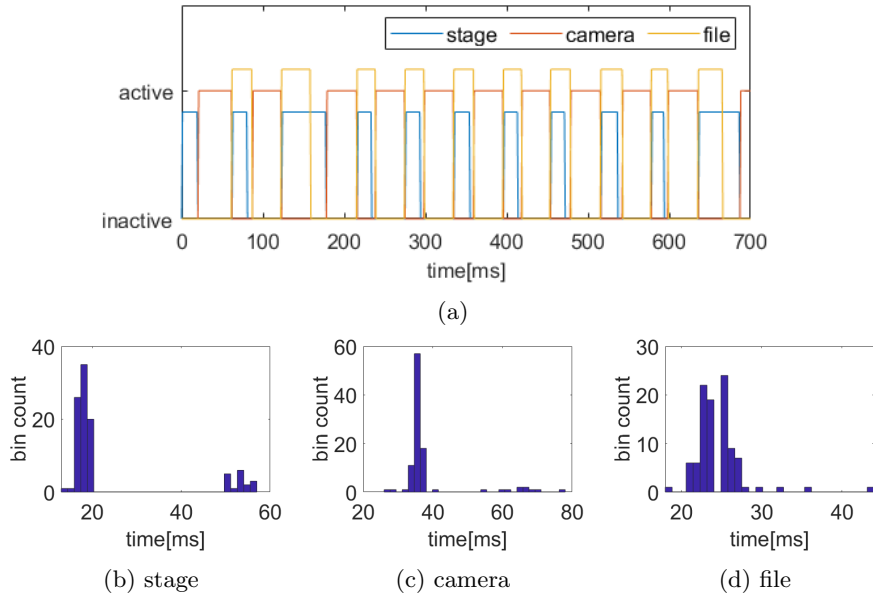 stage camera file
active
inactive
0 100 200 300 400 500 600 700
time[ms]
(a)
40
20
0
bin count
20 40 60
time[ms]
(b) stage
60
40
20
0
bin count
20 40 60 80
time[ms]
(c) camera
30
20
10
0
bin count
20 30 40
time[ms]
(d) file